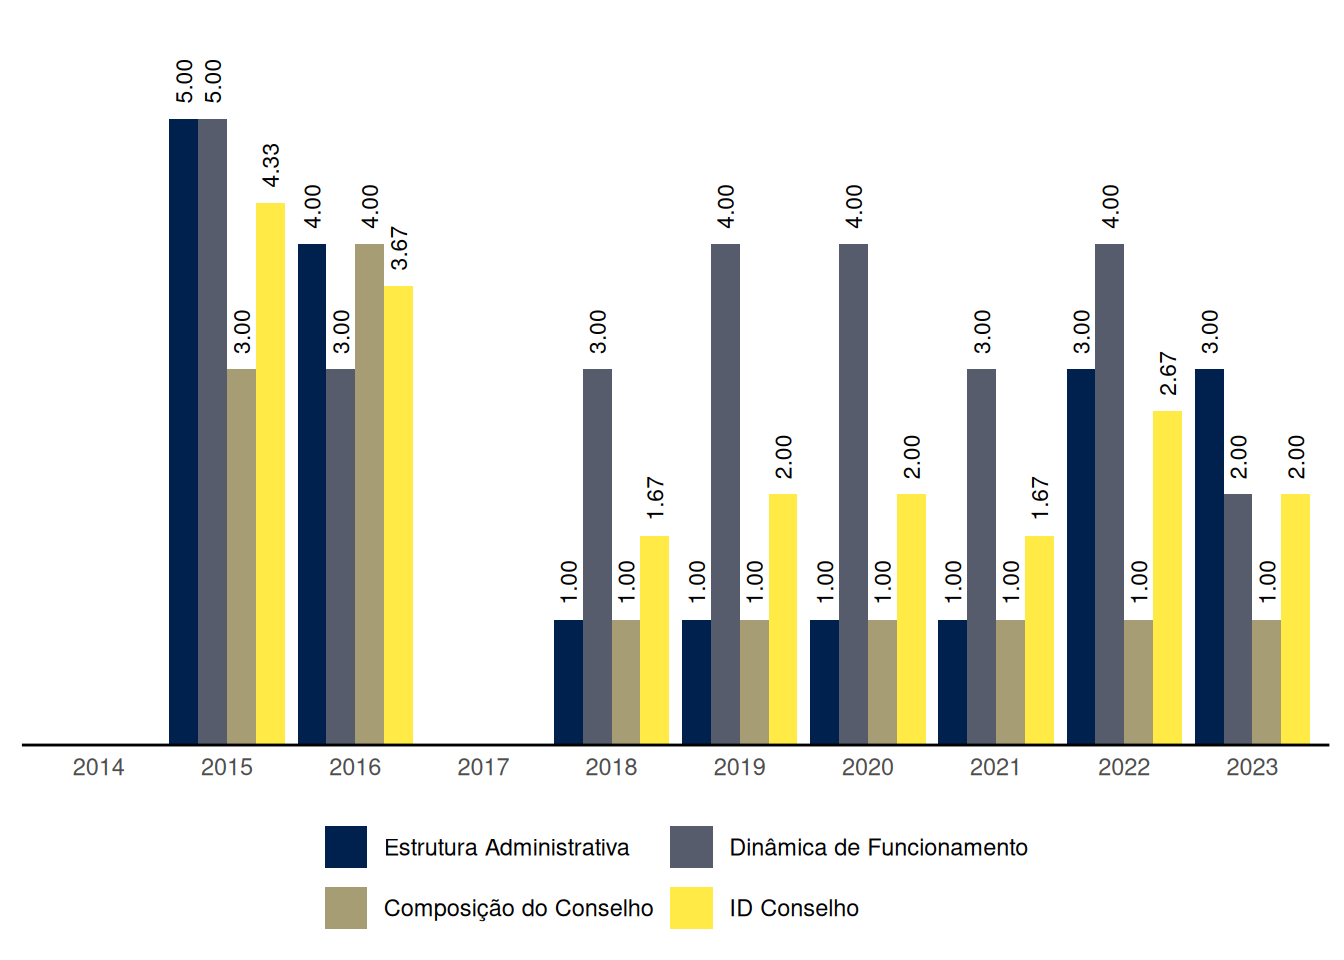 5.00 5.00 3.00 4.33
4.00 3.00 4.00 3.67
1.00 3.00 1.00 1.67
1.00 4.00 1.00 2.00
1.00 4.00 1.00 2.00
1.00 3.00 1.00 1.67
3.00 4.00 1.00 2.67
3.00 2.00 1.00 2.00
2014 2015 2016 2017 2018 2019 2020 2021 2022 2023
Estrutura Administrativa Dinâmica de Funcionamento
Composição do Conselho ID Conselho